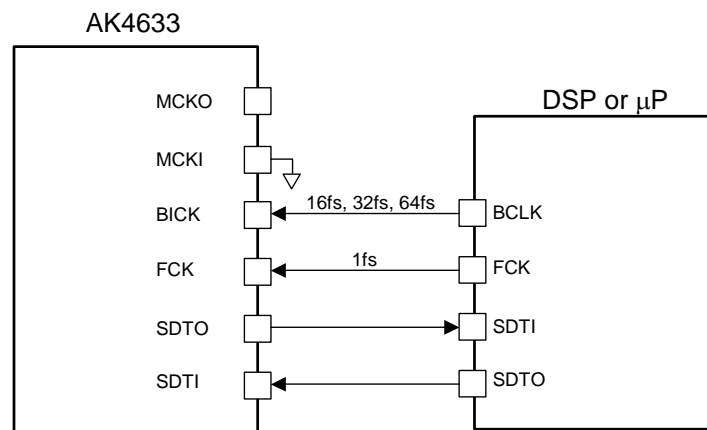 AK4633
DSP or μP
MCKO
MCKI
16fs, 32fs, 64fs
BICK
BCLK
1fs
FCK
FCK
SDTO
SDTI
SDTI
SDTO